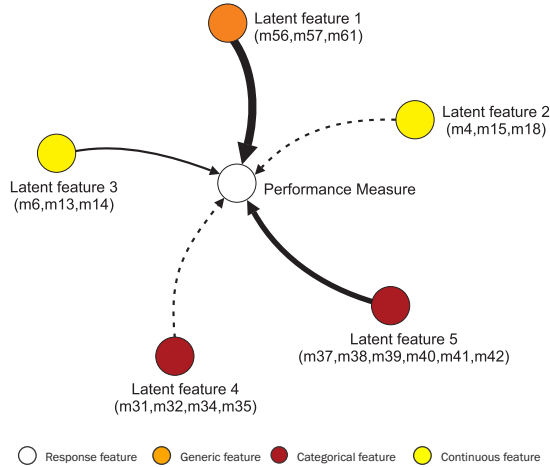 Latent feature 1
(m56,m57,m61)
Latent feature 2
(m4,m15,m18)
Latent feature 3
(m6,m13,m14)
Performance Measure
Latent feature 5
(m37,m38,m39,m40,m41,m42)
Latent feature 4
(m31,m32,m34,m35)
Response feature
Generic feature
Categorical feature
Continuous feature